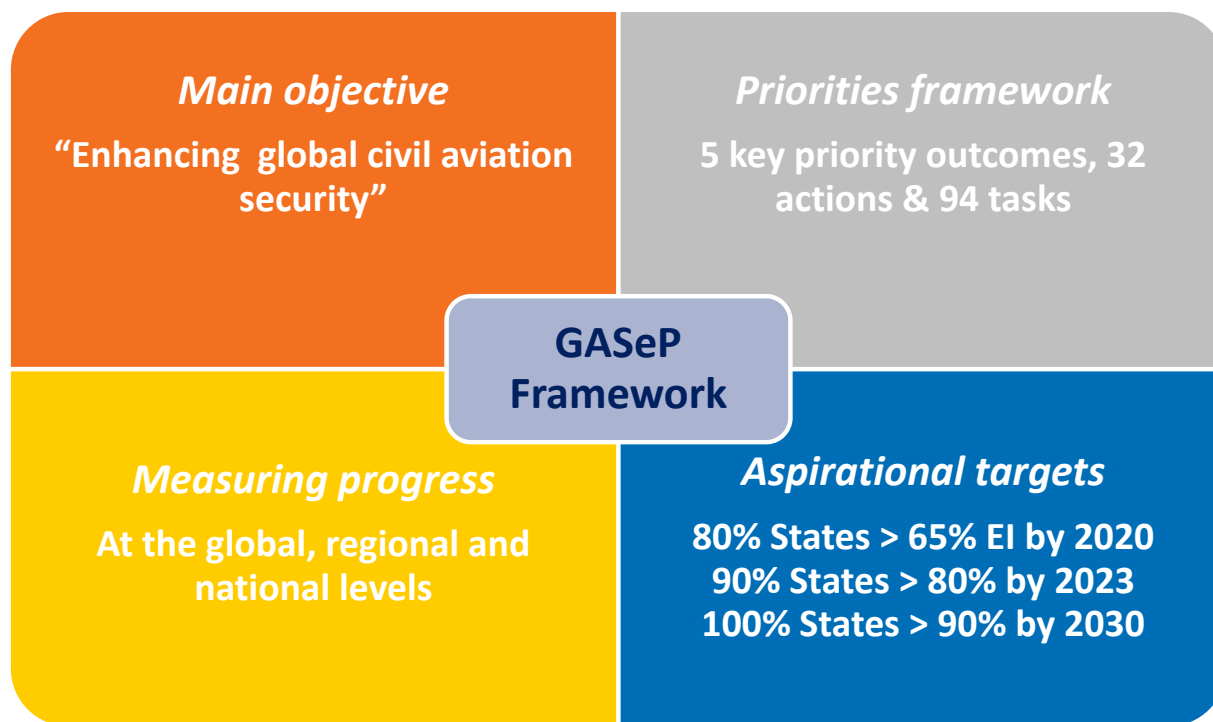 Main objective
“Enhancing global civil aviation
security”
Priorities framework
5 key priority outcomes, 32
actions & 94 tasks
GASeP
Framework
Measuring progress
At the global, regional and
national levels
Aspirational targets
80% States > 65% EI by 2020
90% States > 80% by 2023
100% States > 90% by 2030